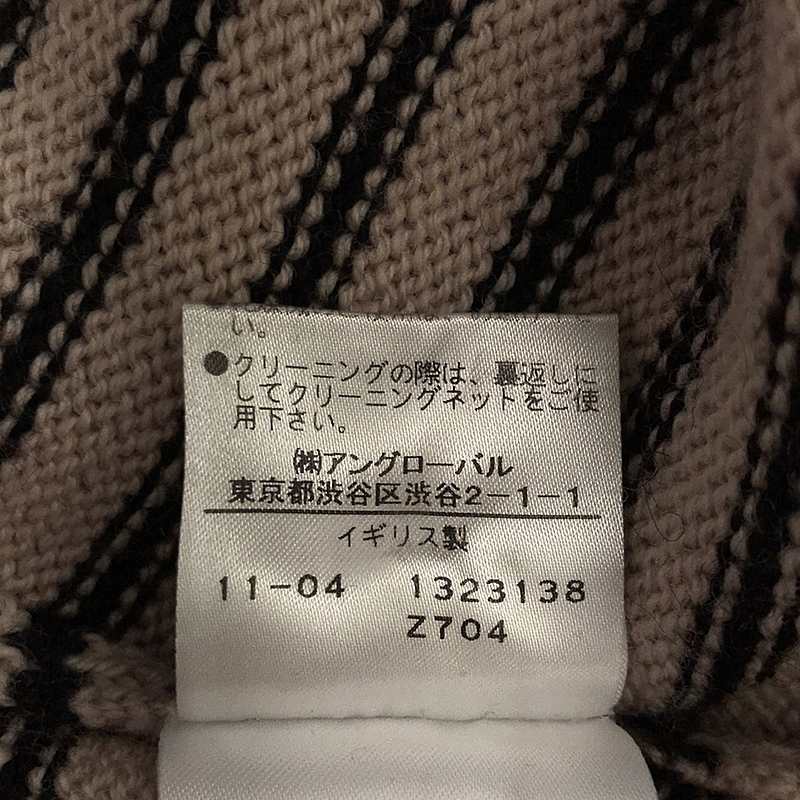 い。
●クリーニングの際は、裏返しに
してクリーニングネットをご使
用下さい。
㈱アングローバル
東京都渋谷区渋谷2-1-1
イギリス製
11-04 1323138
Z704